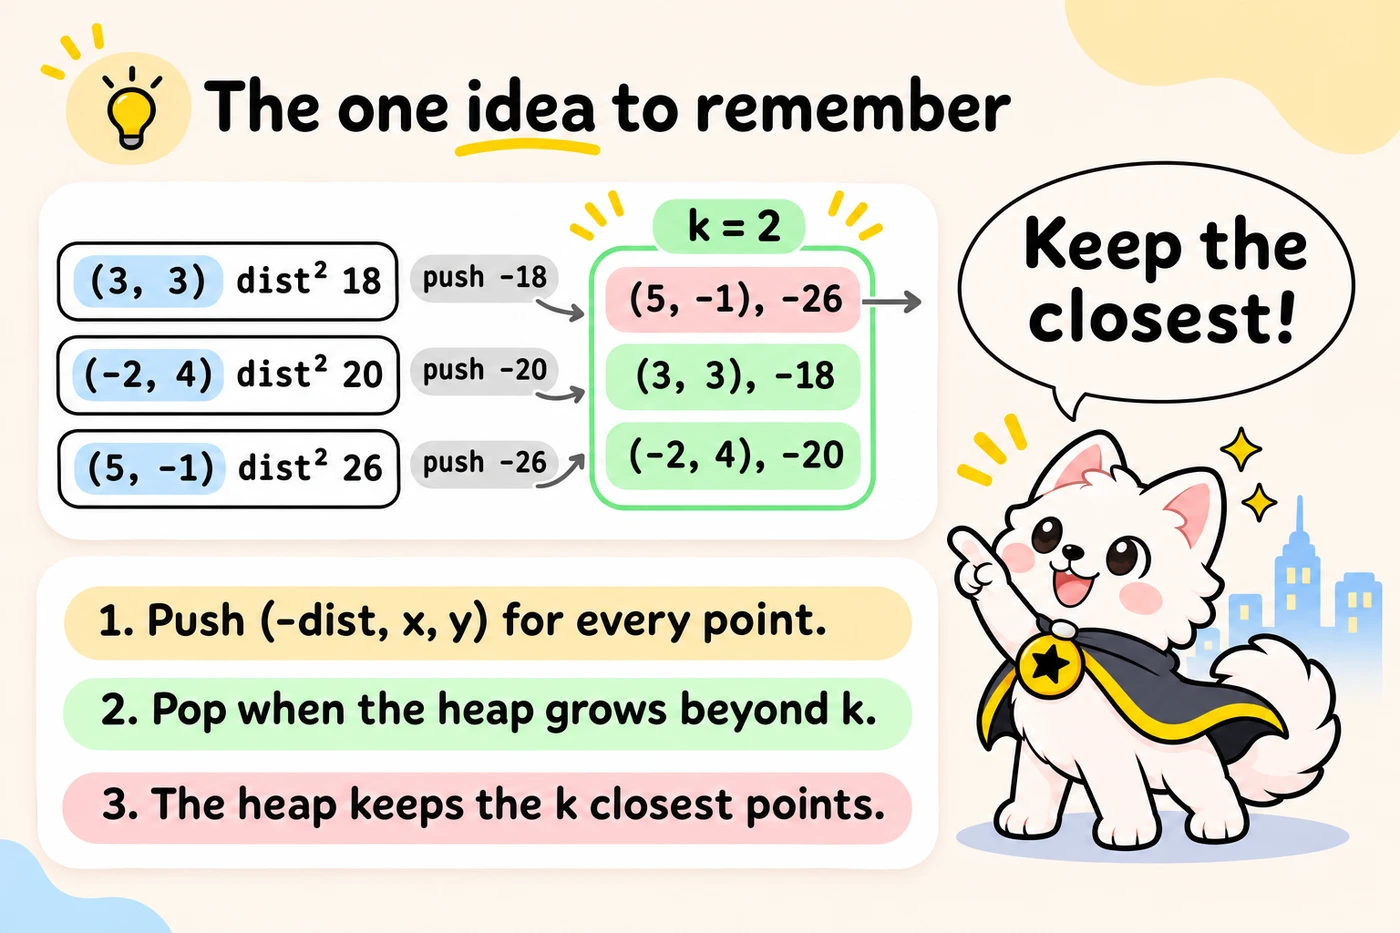 The one idea to remember
(3, 3) dist² 18
push -18
(-2, 4) dist² 20
push -20
(5, -1) dist² 26
push -26
k = 2
(5, -1), -26
(3, 3), -18
(-2, 4), -20
Keep the
closest!
1. Push (-dist, x, y) for every point.
2. Pop when the heap grows beyond k.
3. The heap keeps the k closest points.